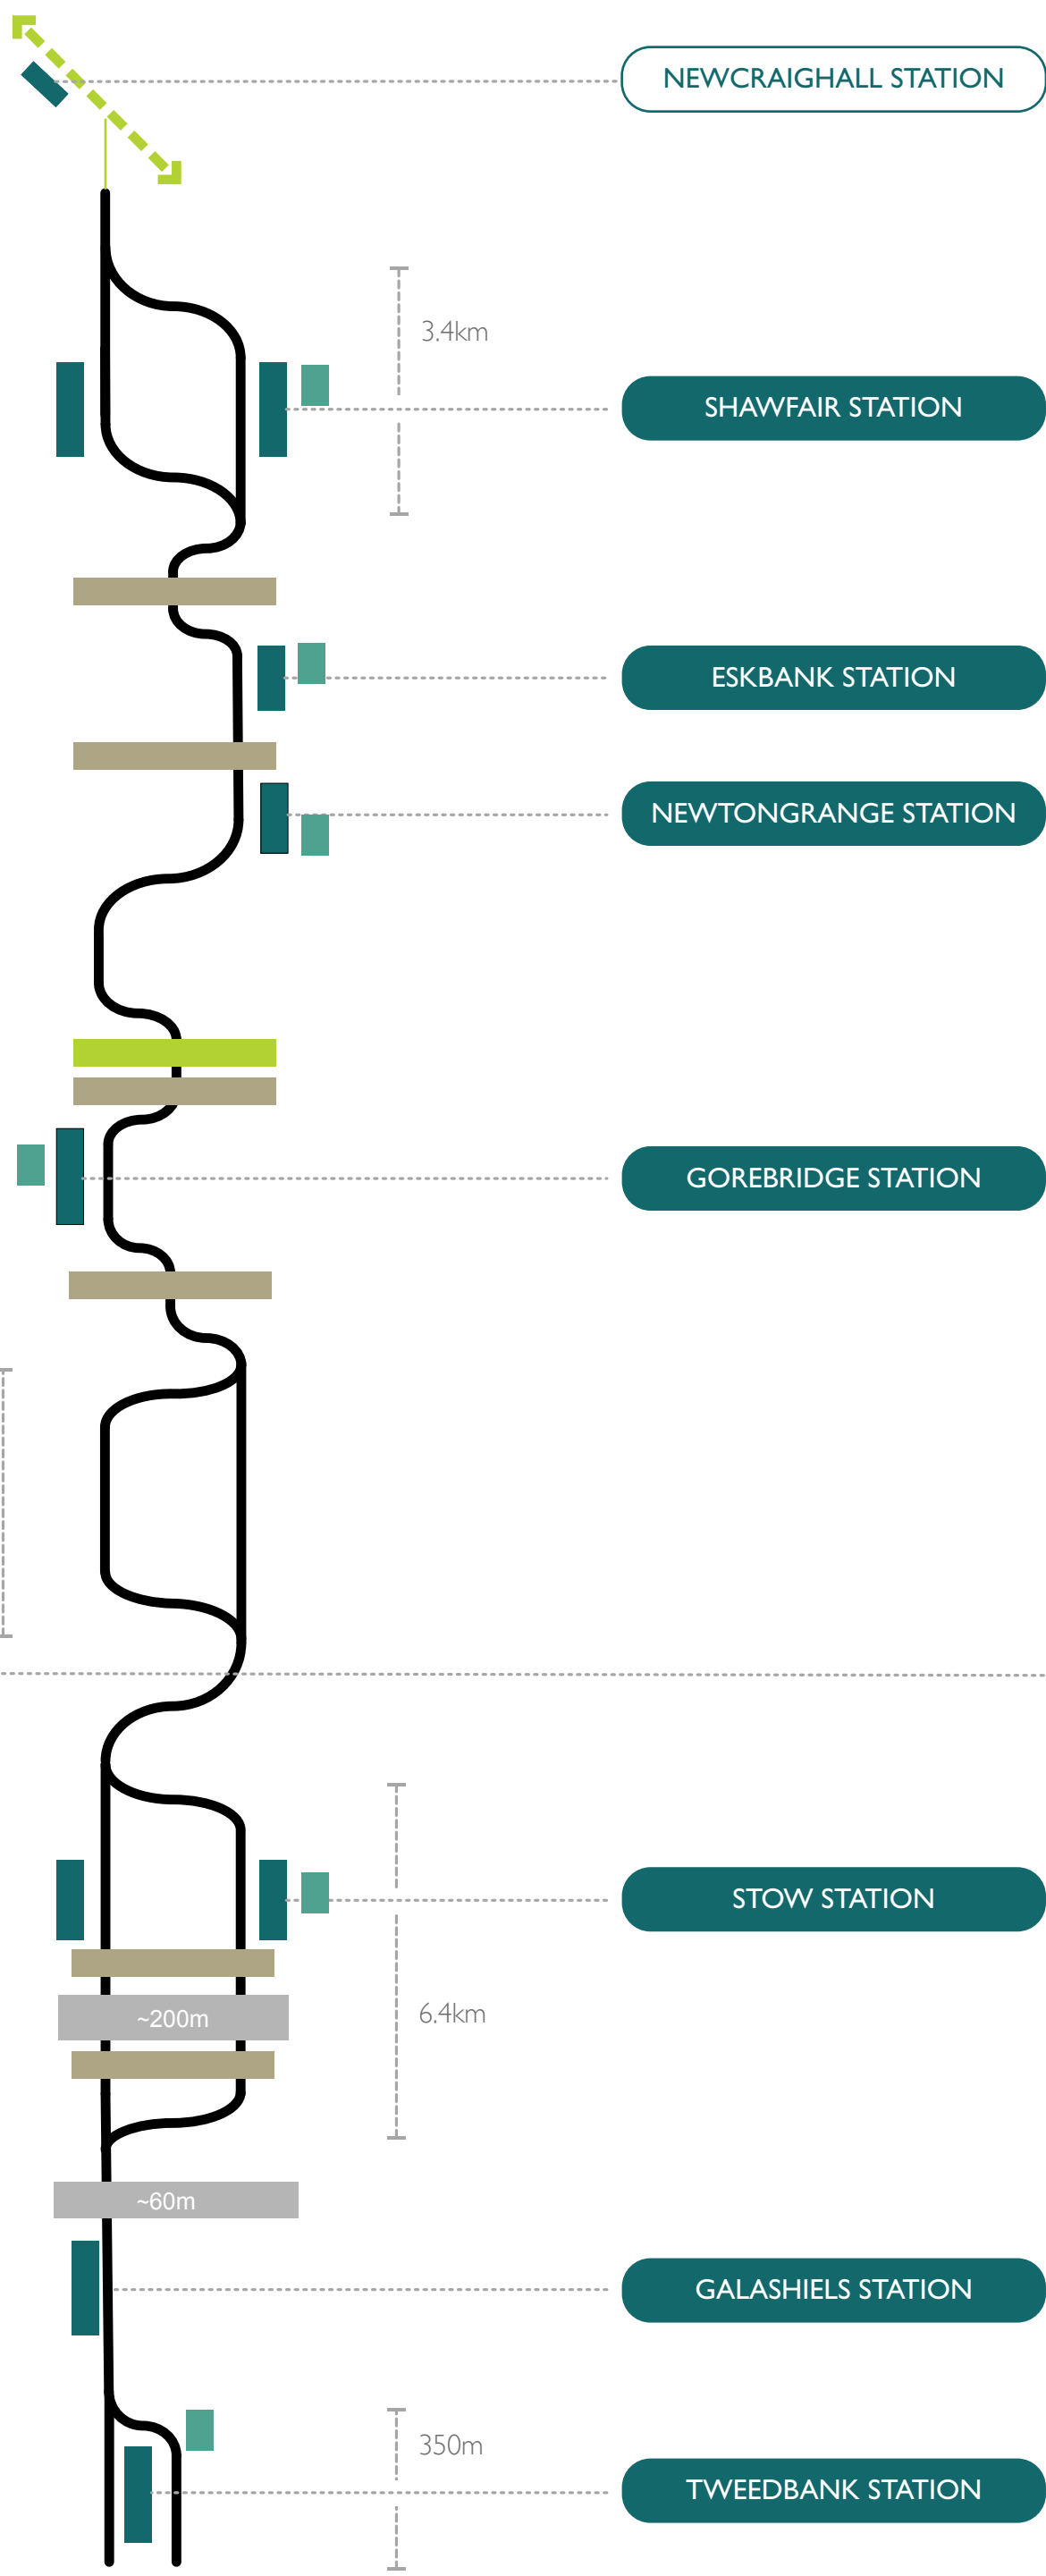 NEWCRAIGHALL STATION
3.4km
SHAWFAIR STATION
ESKBANK STATION
NEWTONGRANGE STATION
GOREBRIDGE STATION
STOW STATION
~200m
6.4km
~60m
GALASHIELS STATION
350m
TWEEDBANK STATION